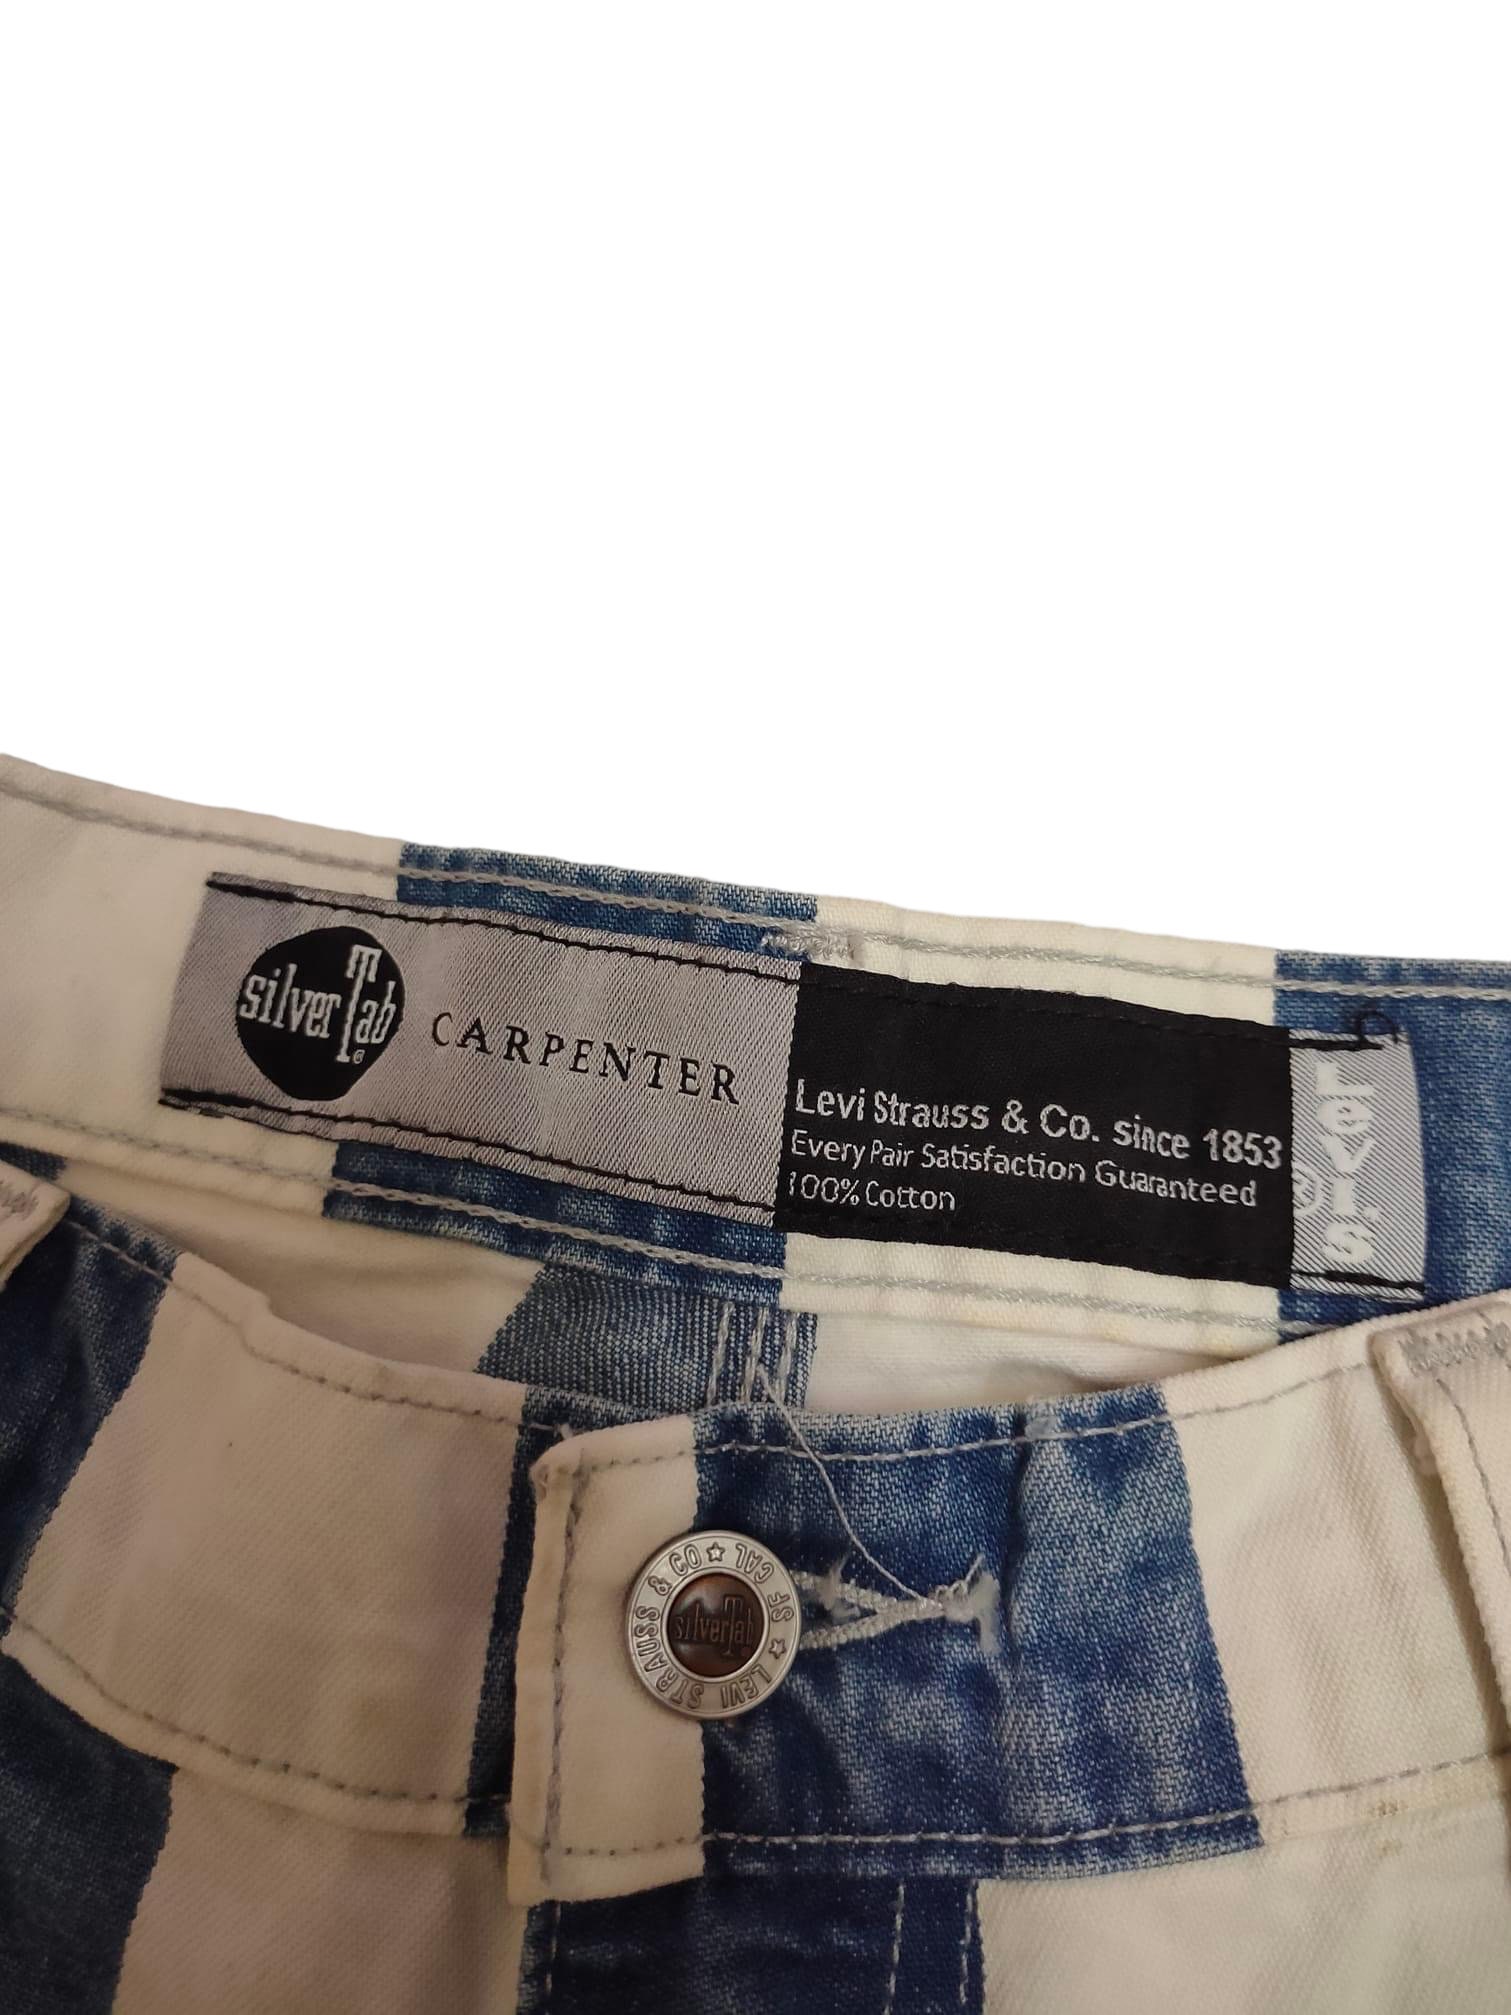 silverTab®
CARPENTER
Levi Strauss & Co. since 1853
Every Pair Satisfaction Guaranteed
100% Cotton
Levi's®
LEVI STRAUSS & CO ★ SF CAL ★
silverTab